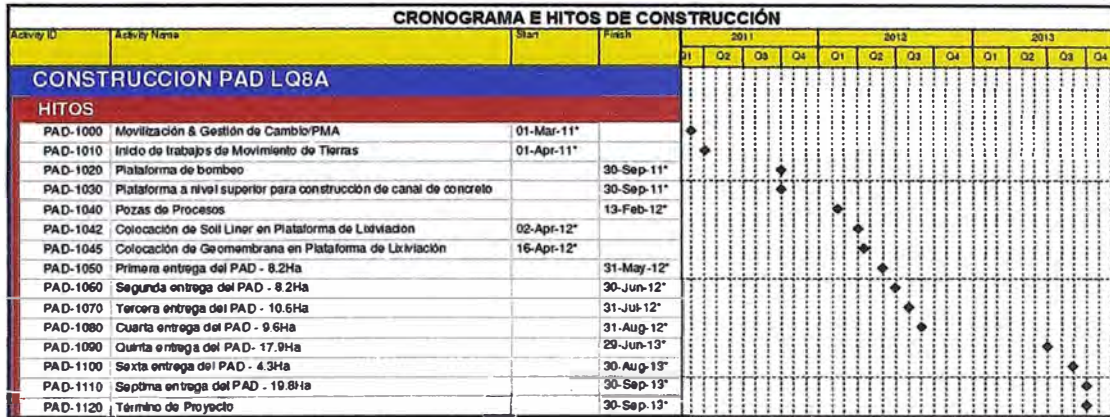 CRONOGRAMA E HITOS DE CONSTRUCCIÓN
Activity ID Activity Name Start Finish 2011 2012 2013
Q1 Q2 Q3 Q4 Q1 Q2 Q3 Q4 Q1 Q2 Q3 Q4
CONSTRUCCION PAD LQ8A
HITOS
PAD-1000 Movilización & Gestión de Cambio/PMA 01-Mar-11*
PAD-1010 Inicio de trabajos de Movimiento de Tierras 01-Apr-11*
PAD-1020 Plataforma de bombeo 30-Sep-11*
PAD-1030 Plataforma a nivel superior para construcción de canal de concreto 30-Sep-11*
PAD-1040 Pozas de Procesos 13-Feb-12*
PAD-1042 Colocación de Soil Liner en Plataforma de Lixiviación 02-Apr-12*
PAD-1045 Colocación de Geomembrana en Plataforma de Lixiviación 16-Apr-12*
PAD-1050 Primera entrega del PAD - 8.2Ha 31-May-12*
PAD-1060 Segunda entrega del PAD - 8.2Ha 30-Jun-12*
PAD-1070 Tercera entrega del PAD - 10.6Ha 31-Jul-12*
PAD-1080 Cuarta entrega del PAD - 9.6Ha 31-Aug-12*
PAD-1090 Quinta entrega del PAD- 17.9Ha 29-Jun-13*
PAD-1100 Sexta entrega del PAD - 4.3Ha 30-Aug-13*
PAD-1110 Septima entrega del PAD - 19.8Ha 30-Sep-13*
PAD-1120 Término de Proyecto 30-Sep-13*